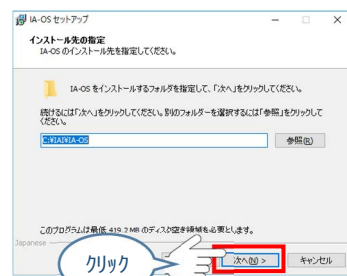 IA-OS セットアップ
インストール先の指定
IA-OS のインストール先を指定してください。
IA-OS をインストールするフォルダを指定して、「次へ」をクリックしてください。
続けるには「次へ」をクリックしてください。別のフォルダーを選択するには「参照」をクリックして
ください。
C:¥IAI¥IA-OS
参照(R)
このプログラムは最低 419.2 MB のディスク空き領域を必要とします。
Japanese
クリック
次へ(N) >
キャンセル